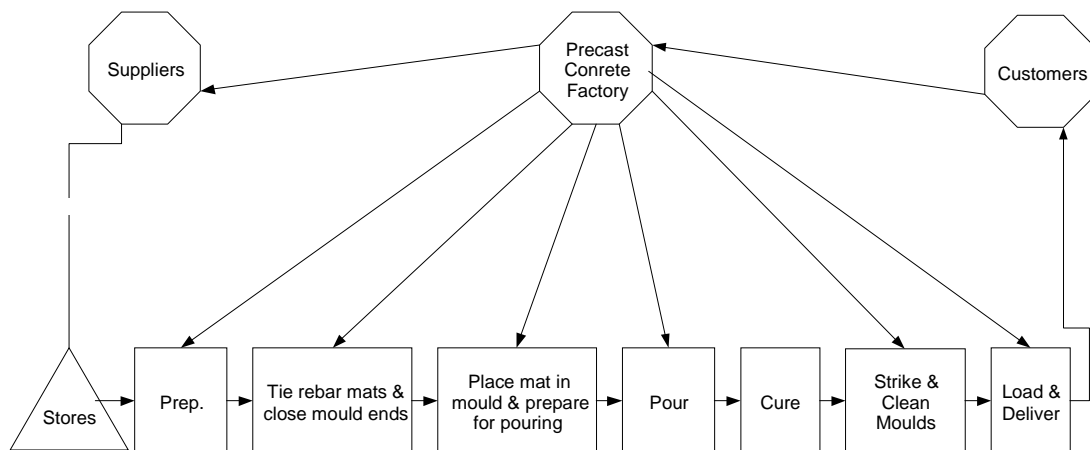 Suppliers
Precast
Conrete
Factory
Customers
Stores
Prep.
Tie rebar mats &
close mould ends
Place mat in
mould & prepare
for pouring
Pour
Cure
Strike &
Clean
Moulds
Load &
Deliver